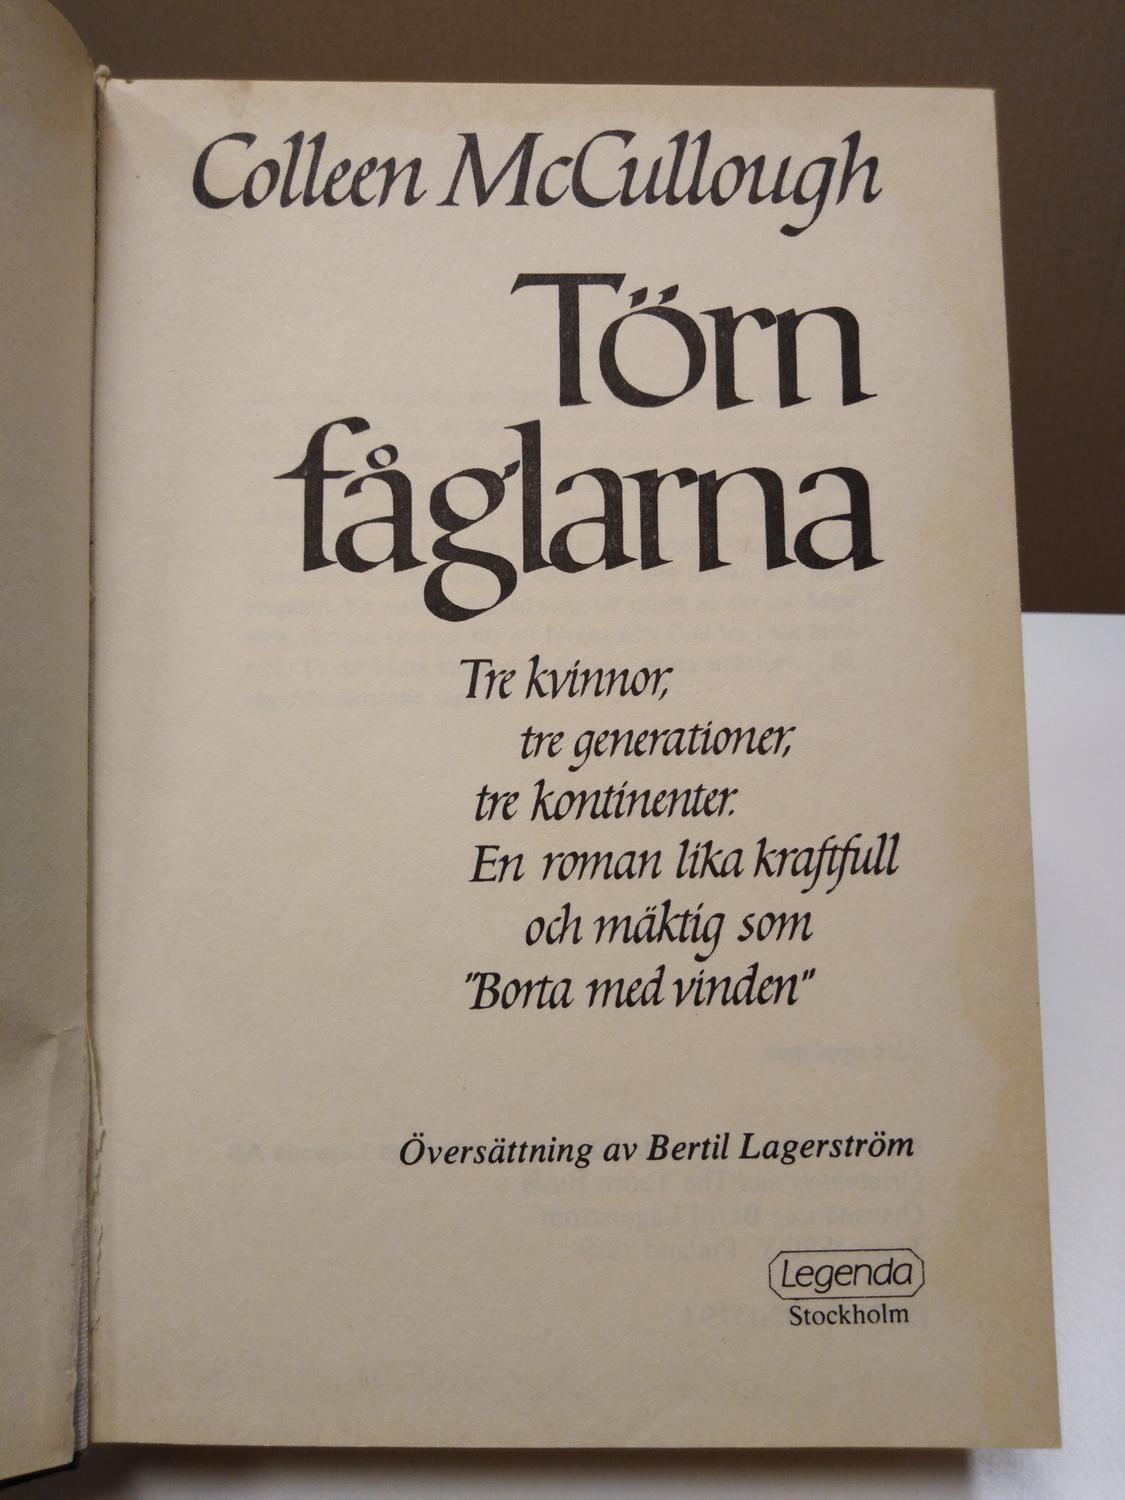 Colleen McCullough
Törn
fåglarna
Tre kvinnor,
tre generationer,
tre kontinenter.
En roman lika kraftfull
och mäktig som
"Borta med vinden"
Översättning av Bertil Lagerström
Legenda
Stockholm